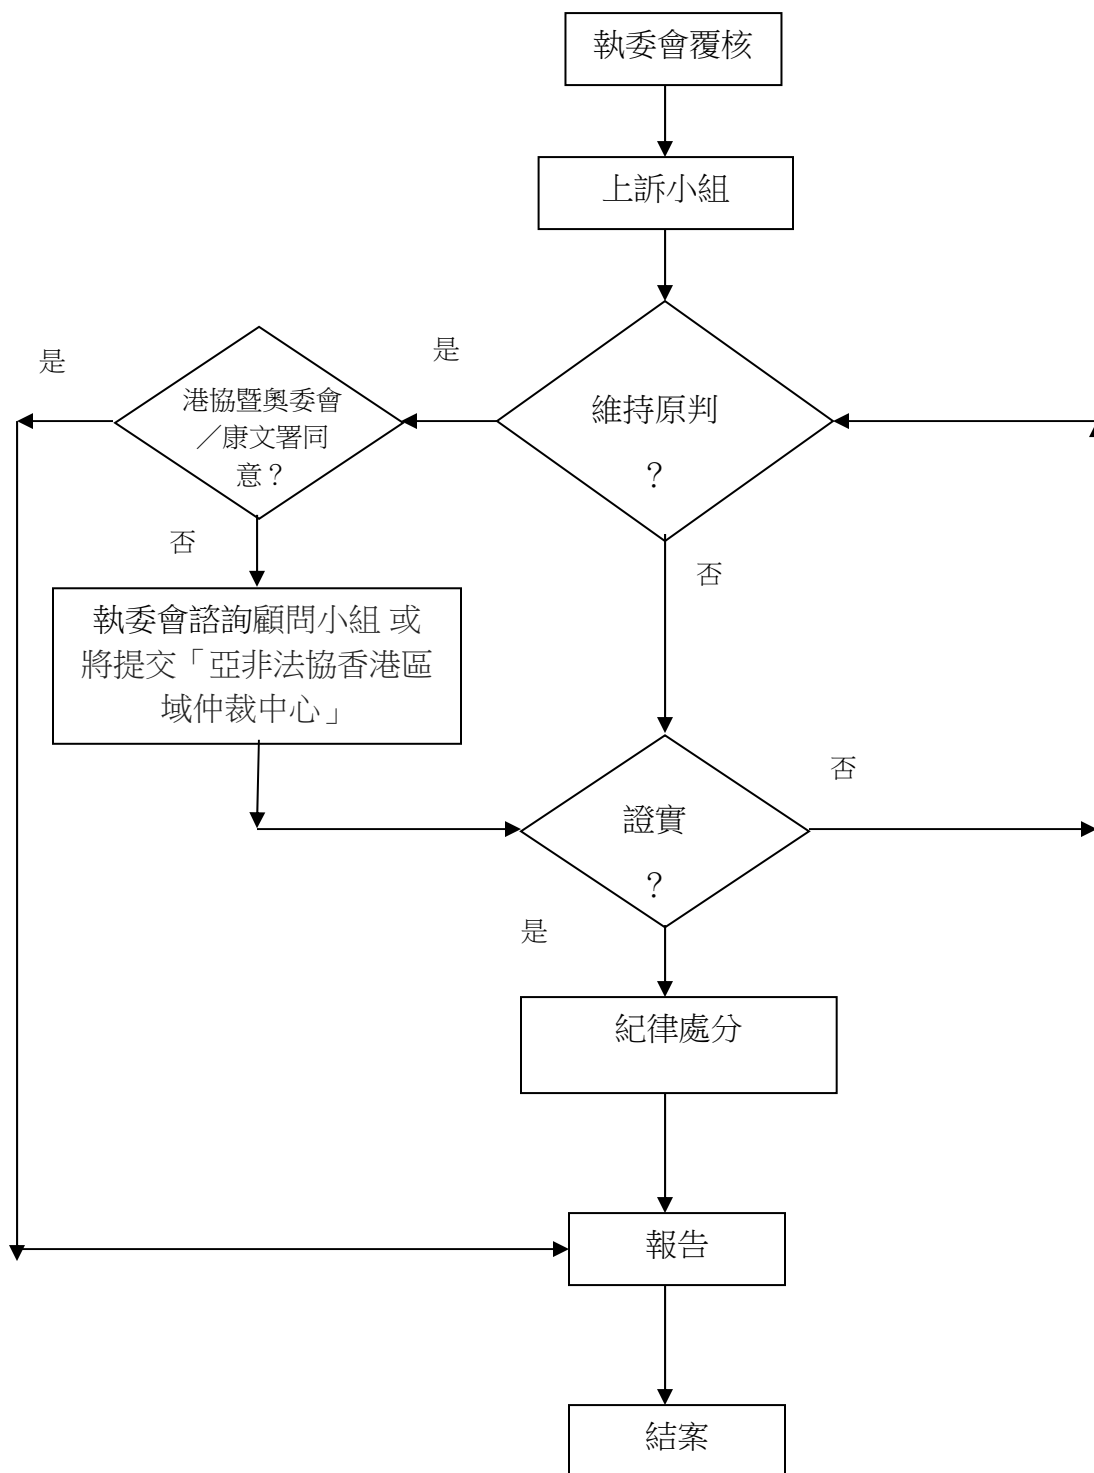 執委會覆核
上訴小組
是
是
港協暨奧委會
／康文署同
意？
維持原判
？
否
否
執委會諮詢顧問小組 或
將提交「亞非法協香港區
域仲裁中心」
否
證實
？
是
紀律處分
報告
結案